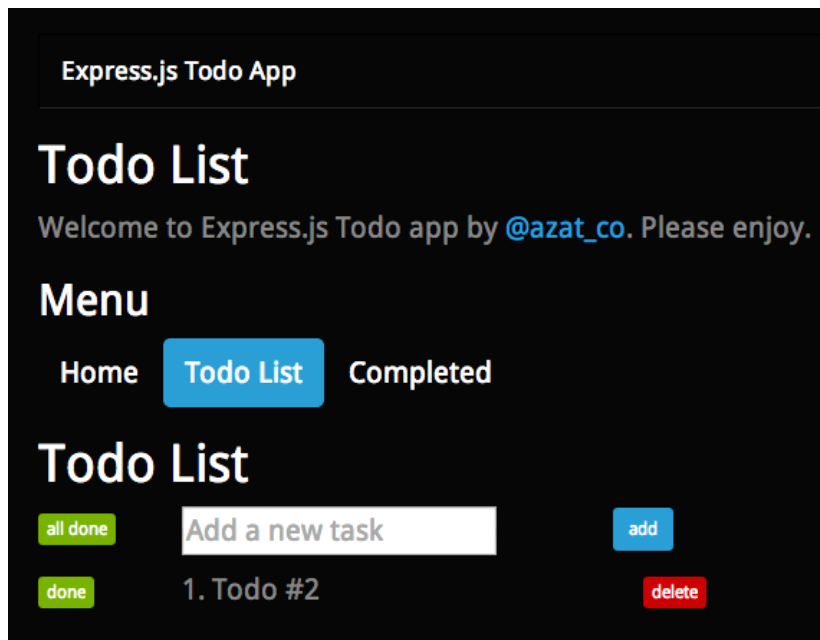 Express.js Todo App
Todo List
Welcome to Express.js Todo app by @azat_co. Please enjoy.
Menu
Home Todo List Completed
Todo List
all done Add a new task add
done 1. Todo #2 delete